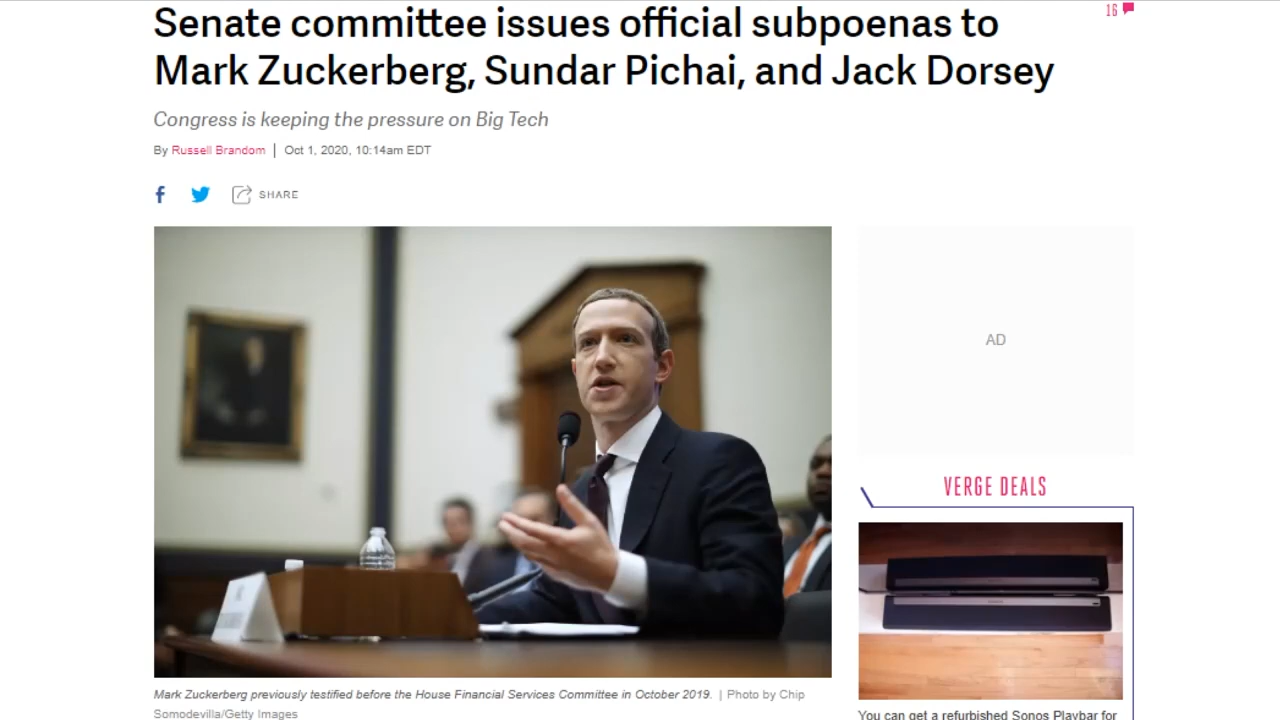 Senate committee issues official subpoenas to
16
Mark Zuckerberg, Sundar Pichai, and Jack Dorsey
Congress is keeping the pressure on Big Tech
By Russell Brandom | Oct 1, 2020, 10:14am EDT
SHARE
AD
VERGE DEALS
Mark Zuckerberg previously testified before the House Financial Services Committee in October 2019. | Photo by Chip
Somodevilla/Getty Images
You can get a refurbished Sonos Playbar for